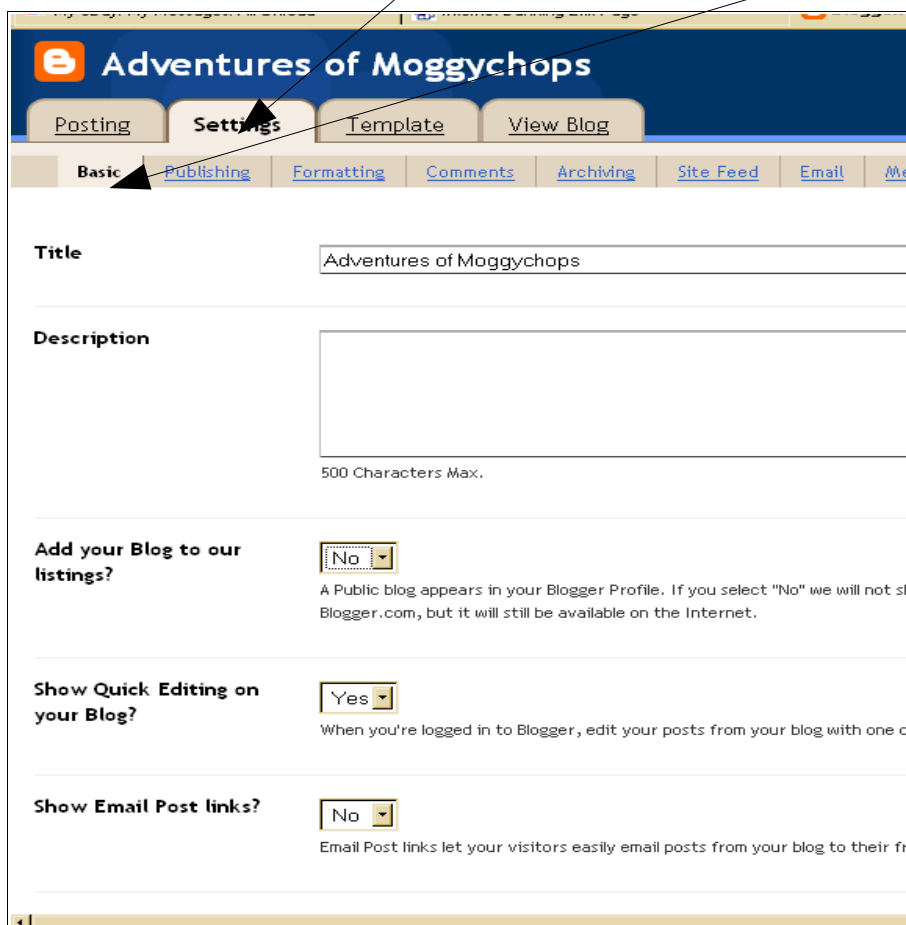 Adventures of Moggychops
Posting Settings Template View Blog
Basic Publishing Formatting Comments Archiving Site Feed Email
Title Adventures of Moggychops
Description
500 Characters Max.
Add your Blog to our
listings?
No
A Public blog appears in your Blogger Profile. If you select "No" we will not
Blogger.com, but it will still be available on the Internet.
Show Quick Editing on
your Blog?
Yes
When you're logged in to Blogger, edit your posts from your blog with one
Show Email Post links?
No
Email Post links let your visitors easily email posts from your blog to their